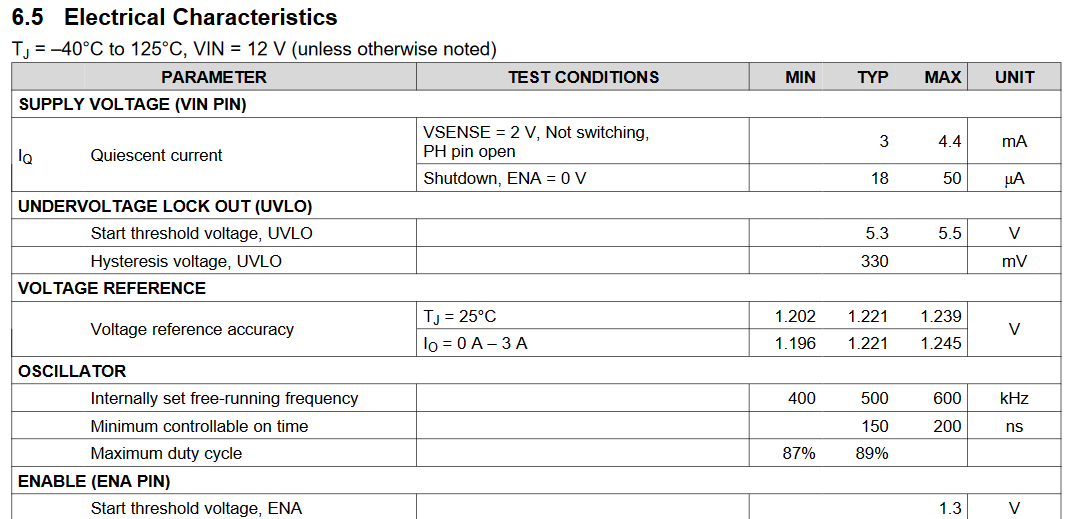 6.5 Electrical Characteristics
TJ = –40°C to 125°C, VIN = 12 V (unless otherwise noted)
PARAMETER TEST CONDITIONS MIN TYP MAX UNIT
SUPPLY VOLTAGE (VIN PIN)
IQ Quiescent current VSENSE = 2 V, Not switching,
PH pin open 3 4.4 mA
Shutdown, ENA = 0 V 18 50 μA
UNDERVOLTAGE LOCK OUT (UVLO)
Start threshold voltage, UVLO 5.3 5.5 V
Hysteresis voltage, UVLO 330 mV
VOLTAGE REFERENCE
Voltage reference accuracy TJ = 25°C 1.202 1.221 1.239 V
IO = 0 A – 3 A 1.196 1.221 1.245
OSCILLATOR
Internally set free-running frequency 400 500 600 kHz
Minimum controllable on time 150 200 ns
Maximum duty cycle 87% 89%
ENABLE (ENA PIN)
Start threshold voltage, ENA 1.3 V